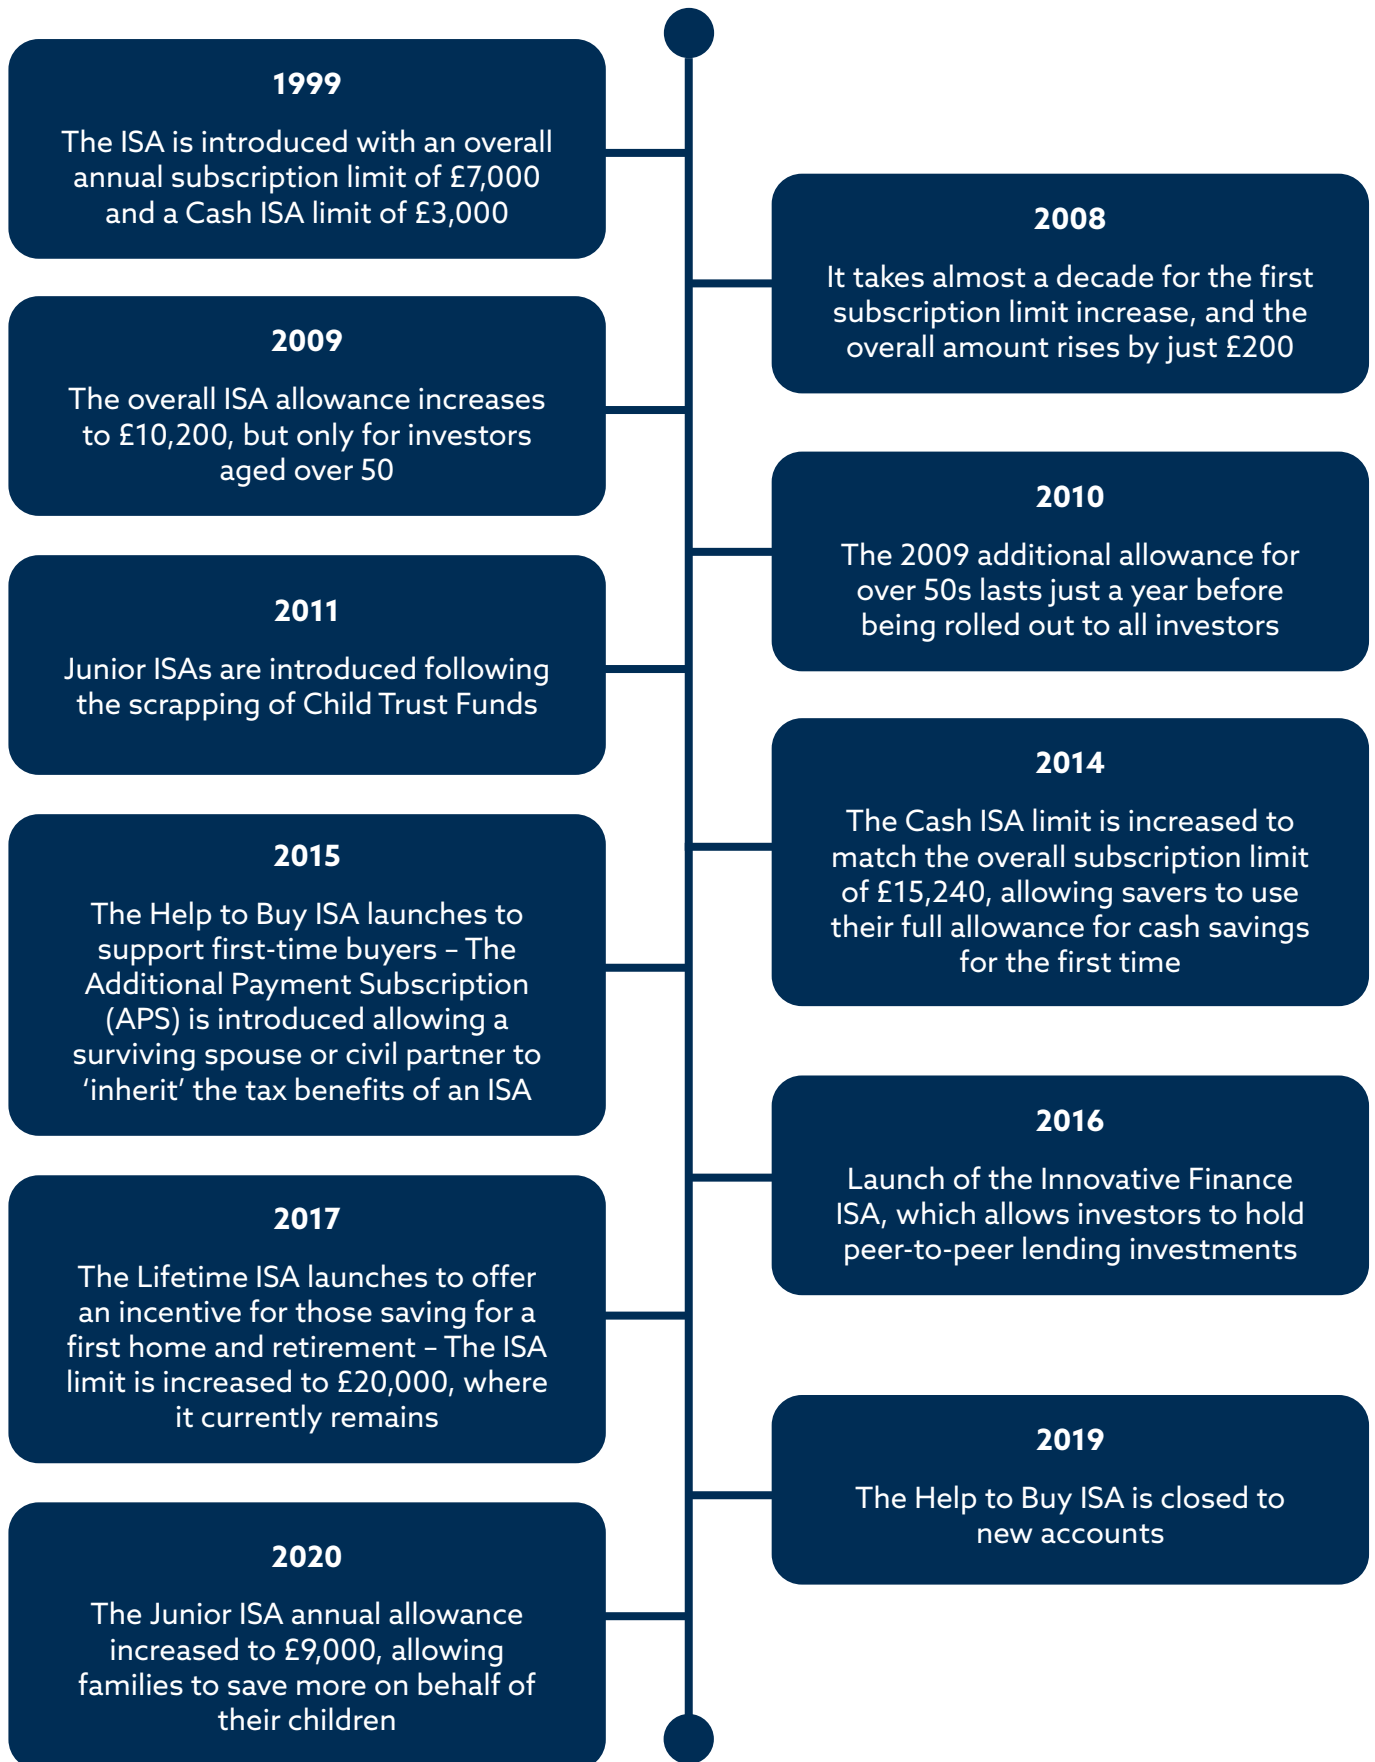 1999
The ISA is introduced with an overall
annual subscription limit of £7,000
and a Cash ISA limit of £3,000
2008
It takes almost a decade for the first
subscription limit increase, and the
overall amount rises by just £200
2009
The overall ISA allowance increases
to £10,200, but only for investors
aged over 50
2010
The 2009 additional allowance for
over 50s lasts just a year before
being rolled out to all investors
2011
Junior ISAs are introduced following
the scrapping of Child Trust Funds
2014
The Cash ISA limit is increased to
match the overall subscription limit
of £15,240, allowing savers to use
their full allowance for cash savings
for the first time
2015
The Help to Buy ISA launches to
support first-time buyers – The
Additional Payment Subscription
(APS) is introduced allowing a
surviving spouse or civil partner to
‘inherit’ the tax benefits of an ISA
2016
Launch of the Innovative Finance
ISA, which allows investors to hold
peer-to-peer lending investments
2017
The Lifetime ISA launches to offer
an incentive for those saving for a
first home and retirement – The ISA
limit is increased to £20,000, where
it currently remains
2019
The Help to Buy ISA is closed to
new accounts
2020
The Junior ISA annual allowance
increased to £9,000, allowing
families to save more on behalf of
their children